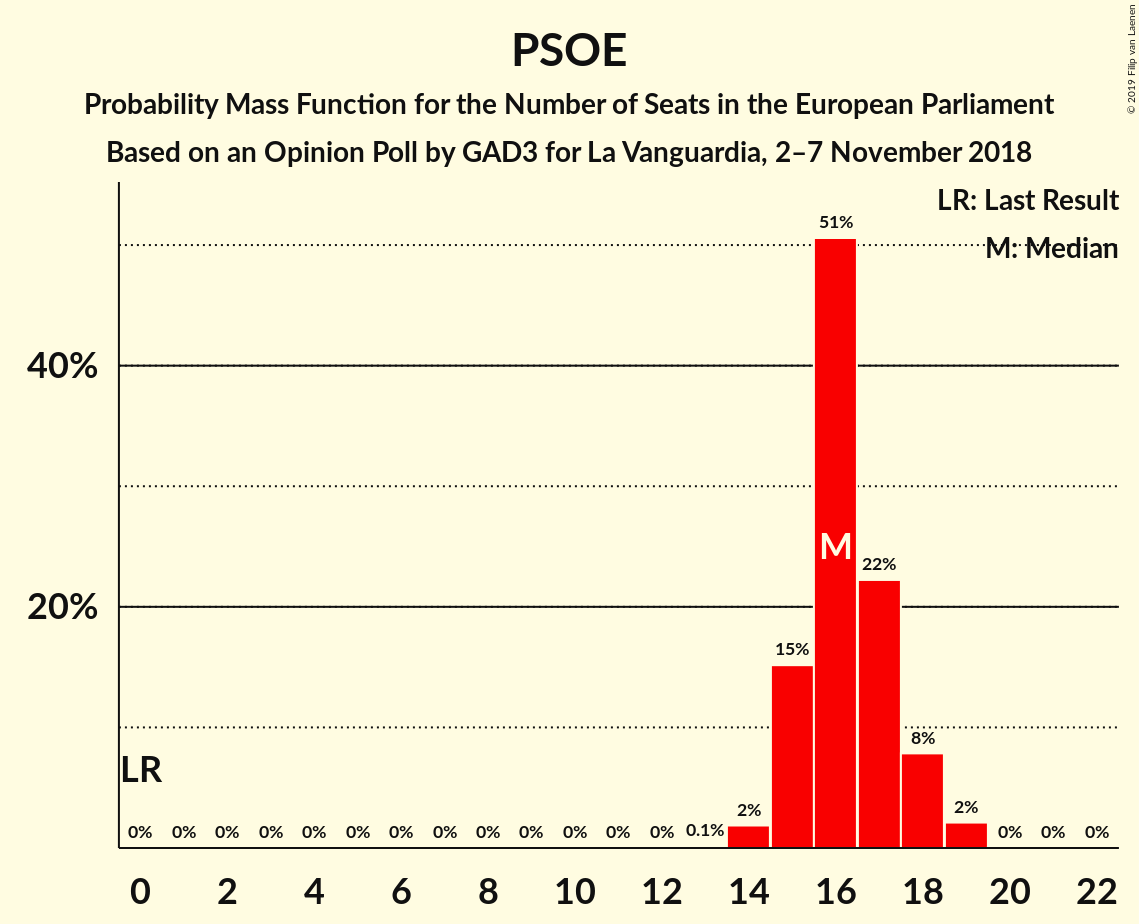 PSOE
Probability Mass Function for the Number of Seats in the European Parliament
Based on an Opinion Poll by GAD3 for La Vanguardia, 2–7 November 2018
© 2019 Filip van Laenen
LR: Last Result
M: Median
40%
20%
51%
M
22%
15%
8%
2%
2%
LR
0% 0% 0% 0% 0% 0% 0% 0% 0% 0% 0% 0% 0% 0.1% 0% 0% 0%
0 2 4 6 8 10 12 14 16 18 20 22